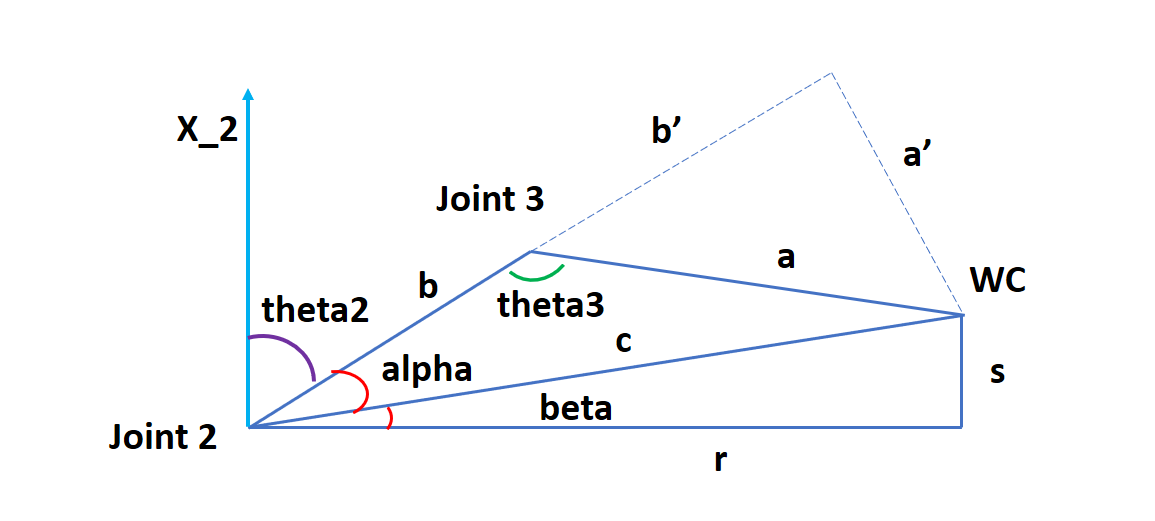 X_2
b’
a’
Joint 3
a
WC
b
theta2
theta3
c
alpha
s
beta
Joint 2
r